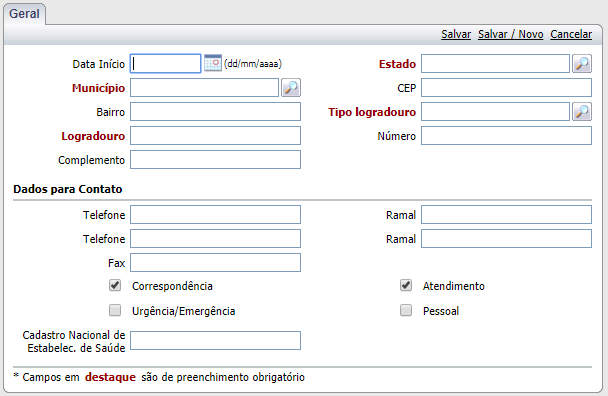 Geral
Salvar Salvar / Novo Cancelar
Data Início (dd/mm/aaaa) Estado
Município CEP
Bairro Tipo logradouro
Logradouro Número
Complemento
Dados para Contato
Telefone Ramal
Telefone Ramal
Fax
Correspondência Atendimento
Urgência/Emergência Pessoal
Cadastro Nacional de
Estabelec. de Saúde
* Campos em destaque são de preenchimento obrigatório